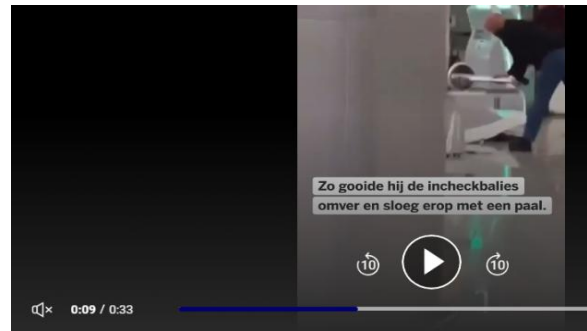 Zo gooide hij de incheckbalies
omver en sloeg erop met een paal.
10
10
0:09 / 0:33